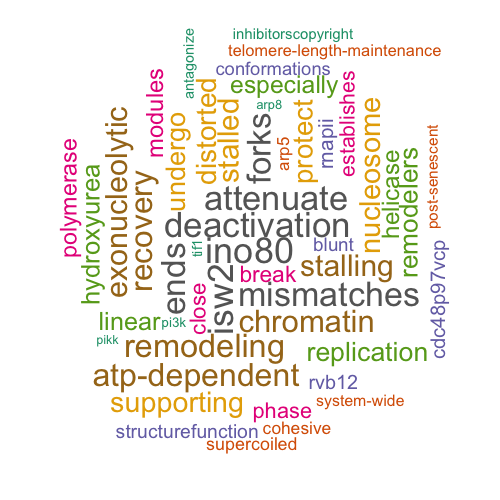 inhibitorscopyright
telomere-length-maintenance
antagonize
conformations
especially
modules
undergo
distorted
stalled
forks
arp8
arp5
protect
mapii
establishes
polymerase
hydroxyurea
exonucleolytic
recovery
attenuate
nucleosome
helicase
remodelers
post-senescent
deactivation
ends
tif1
ino80
blunt
cdc48p97vcp
isw2
break
stalling
close
mismatches
linear
pi3k
chromatin
pikk
remodeling
replication
atp-dependent
rvb12
supporting
phase
system-wide
structurefunction
cohesive
supercoiled